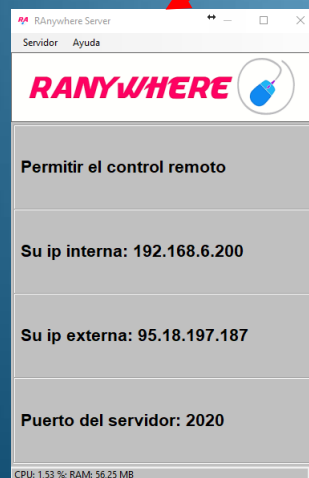 RA RAnywhere Server
Servidor Ayuda
RANYWHERE
Permitir el control remoto
Su ip interna: 192.168.6.200
Su ip externa: 95.18.197.187
Puerto del servidor: 2020
CPU: 1.53 %: RAM: 56.25 MB